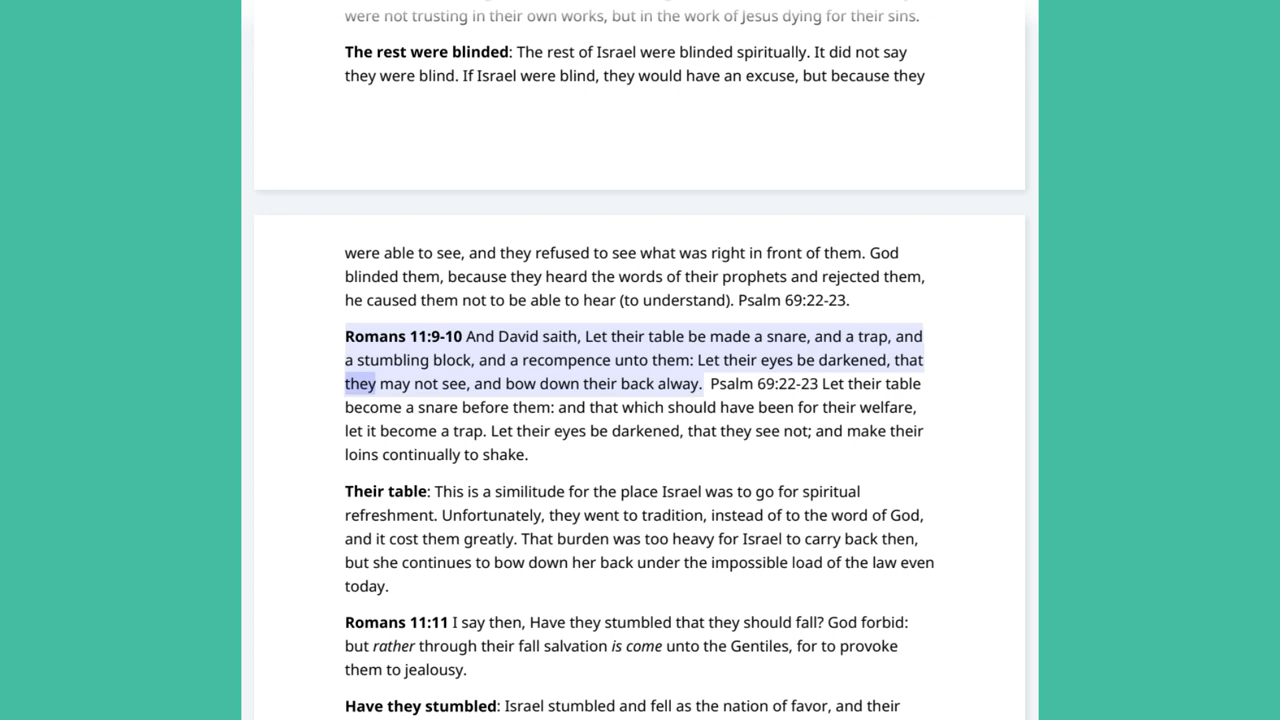 were not trusting in their own works, but in the work of Jesus dying for their sins.
The rest were blinded: The rest of Israel were blinded spiritually. It did not say
they were blind. If Israel were blind, they would have an excuse, but because they
were able to see, and they refused to see what was right in front of them. God
blinded them, because they heard the words of their prophets and rejected them,
he caused them not to be able to hear (to understand). Psalm 69:22-23.
Romans 11:9-10 And David saith, Let their table be made a snare, and a trap, and
a stumbling block, and a recompence unto them: Let their eyes be darkened, that
they may not see, and bow down their back alway. Psalm 69:22-23 Let their table
become a snare before them: and that which should have been for their welfare,
let it become a trap. Let their eyes be darkened, that they see not; and make their
loins continually to shake.
Their table: This is a similitude for the place Israel was to go for spiritual
refreshment. Unfortunately, they went to tradition, instead of to the word of God,
and it cost them greatly. That burden was too heavy for Israel to carry back then,
but she continues to bow down her back under the impossible load of the law even
today.
Romans 11:11 I say then, Have they stumbled that they should fall? God forbid:
but rather through their fall salvation is come unto the Gentiles, for to provoke
them to jealousy.
Have they stumbled: Israel stumbled and fell as the nation of favor, and their